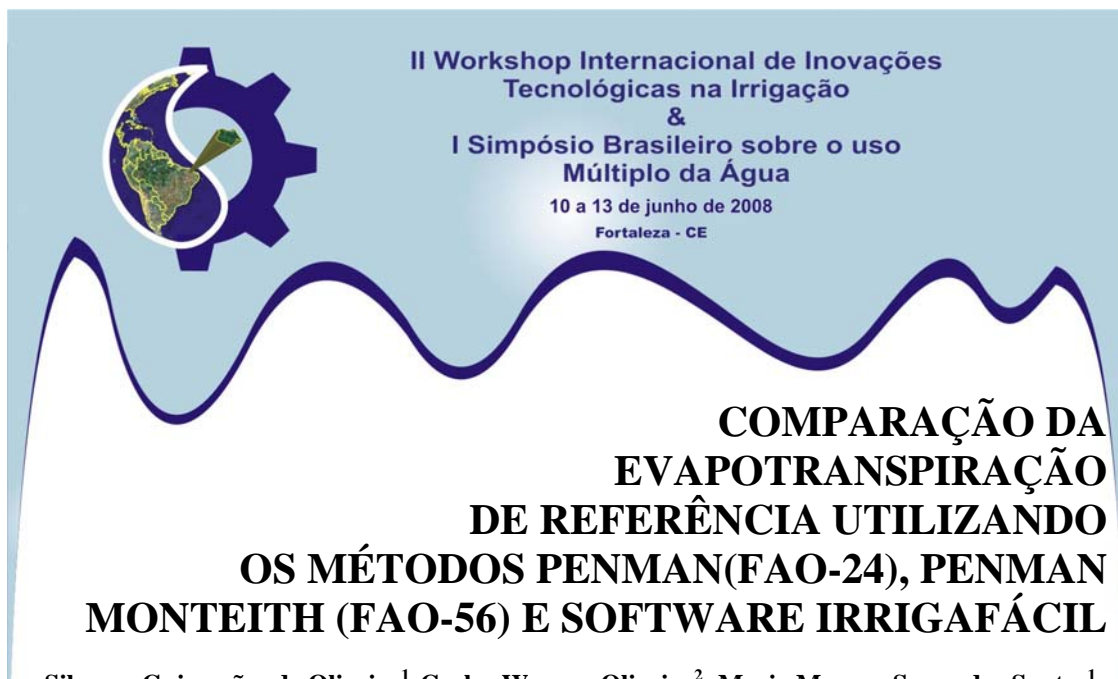 II Workshop Internacional de Inovações
Tecnológicas na Irrigação
&
I Simpósio Brasileiro sobre o uso
Múltiplo da Água
10 a 13 de junho de 2008
Fortaleza - CE
COMPARAÇÃO DA
EVAPOTRANSPIRAÇÃO
DE REFERÊNCIA UTILIZANDO
OS MÉTODOS PENMAN(FAO-24), PENMAN
MONTEITH (FAO-56) E SOFTWARE IRRIGAFÁCIL